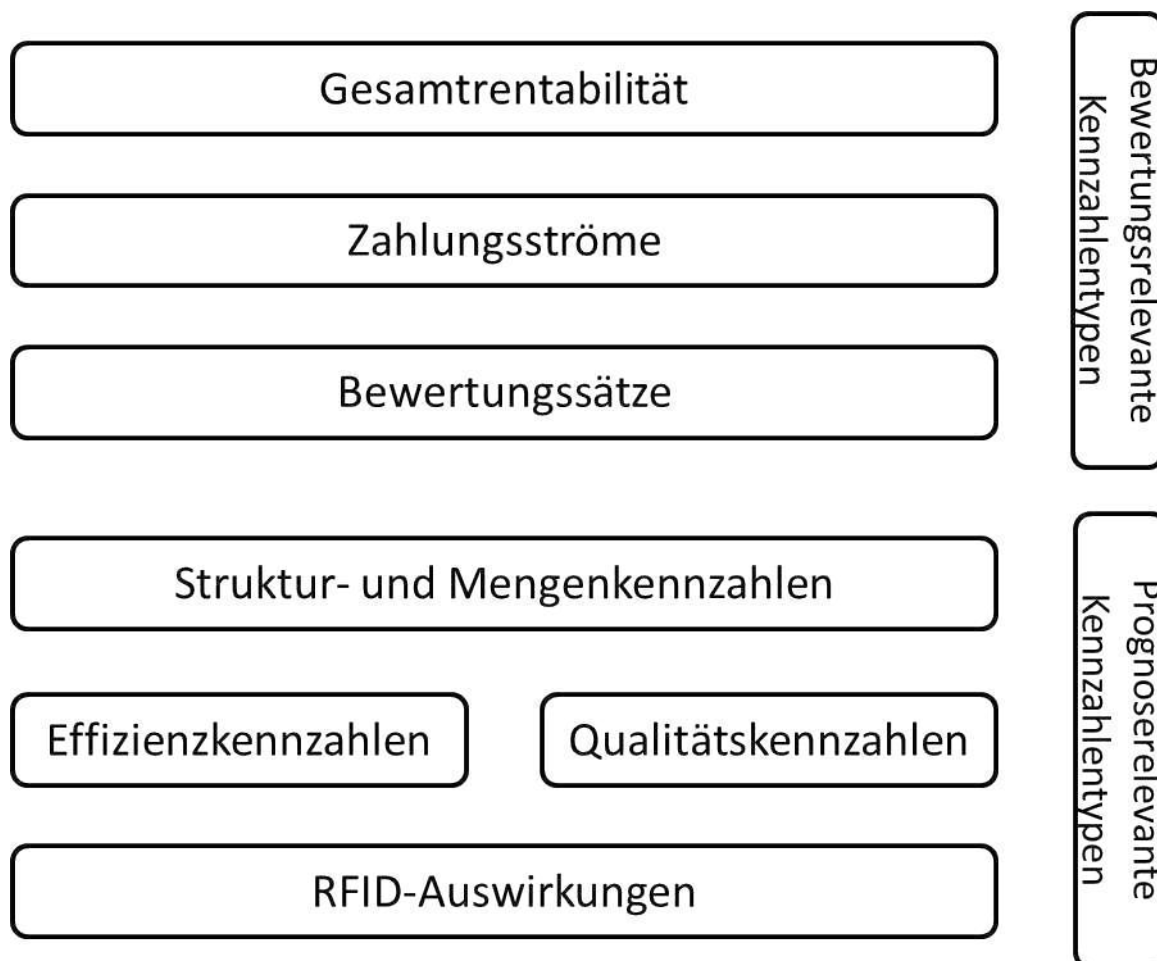 Gesamtrentabilität
Zahlungsströme
Bewertungssätze
Bewertungsrelevante
Kennzahlentypen
Struktur- und Mengenkennzahlen
Effizienzkennzahlen
Qualitätskennzahlen
RFID-Auswirkungen
Prognoserelevante
Kennzahlentypen